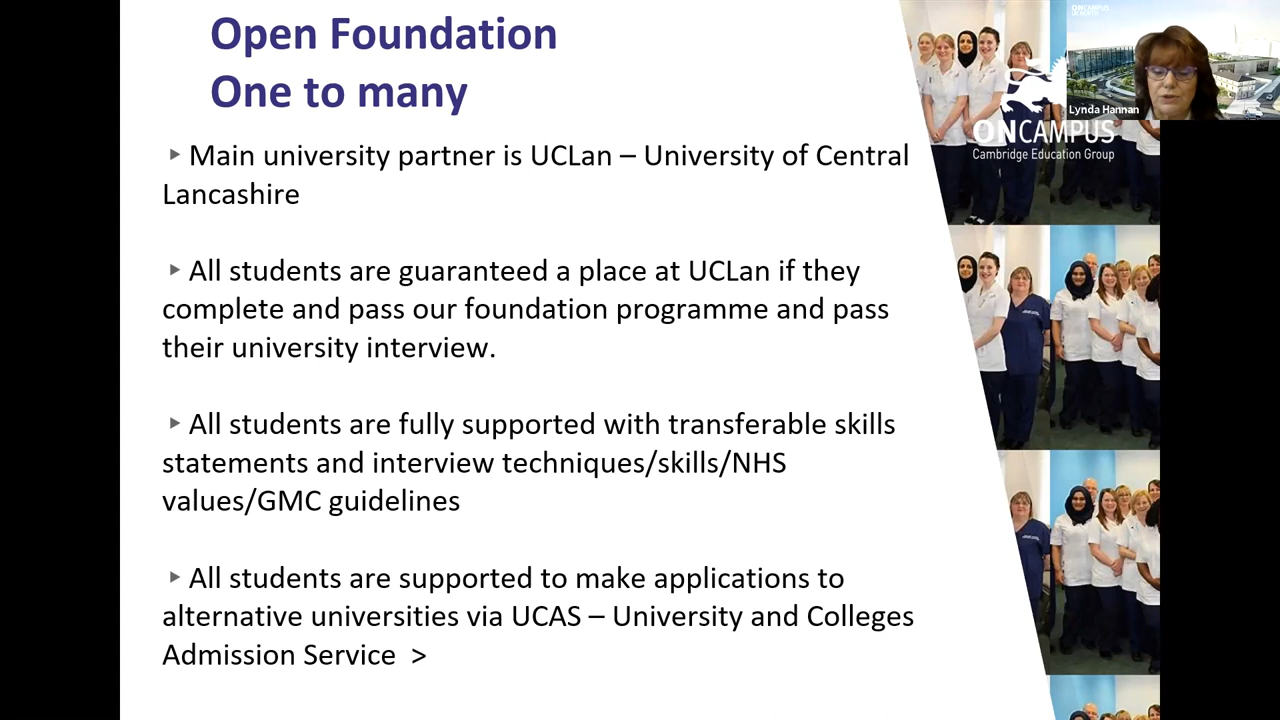 Open Foundation
One to many
Main university partner is UCLan – University of Central
Lancashire
All students are guaranteed a place at UCLan if they
complete and pass our foundation programme and pass
their university interview.
All students are fully supported with transferable skills
statements and interview techniques/skills/NHS
values/GMC guidelines
All students are supported to make applications to
alternative universities via UCAS – University and Colleges
Admission Service >
ONCAMPUS
Cambridge Education Group
ONCAMPUS
UK NORTH
Lynda Hannan